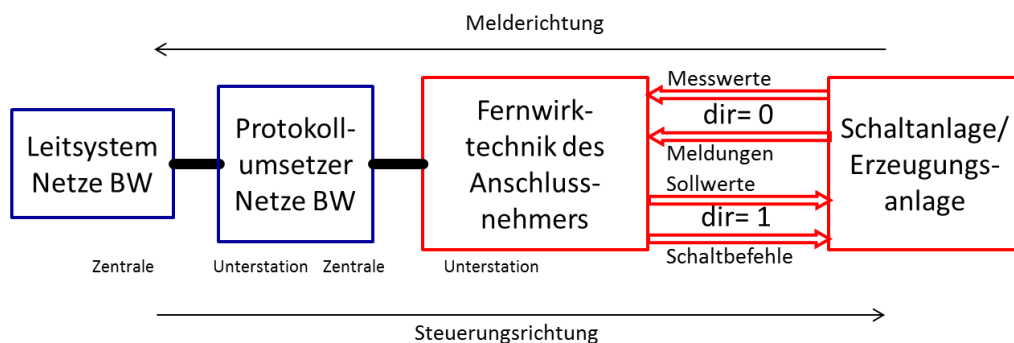 Melderichtung
Leitsystem
Netze BW
Protokoll-
umsetzer
Netze BW
Fernwirk-
technik des
Anschluss-
nehmers
Messwerte
dir= 0
Meldungen
Sollwerte
dir= 1
Schaltbefehle
Schaltanlage/
Erzeugungs-
anlage
Zentrale
Unterstation
Zentrale
Unterstation
Steuerungsrichtung